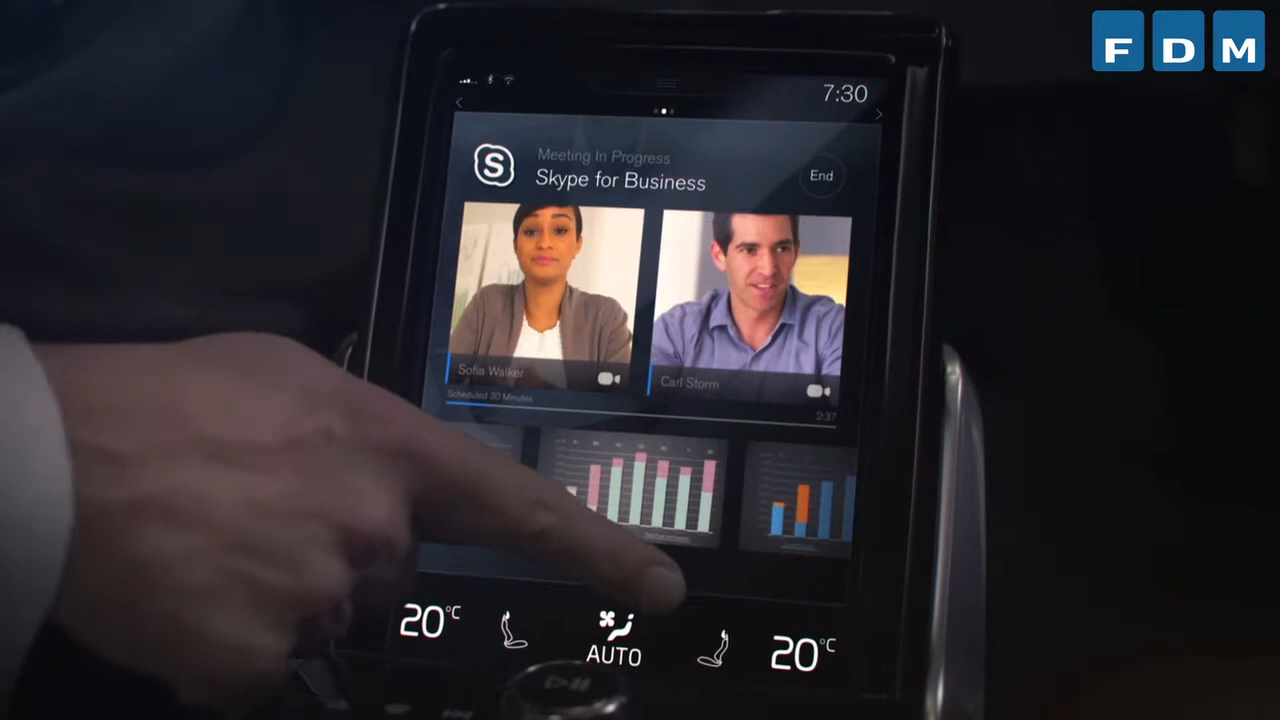 FDM
7:30
Meeting In Progress
Skype for Business
End
Sofia Walker
Carl Storm
Scheduled 30 Minutes
2:37
20°C
AUTO
20°C